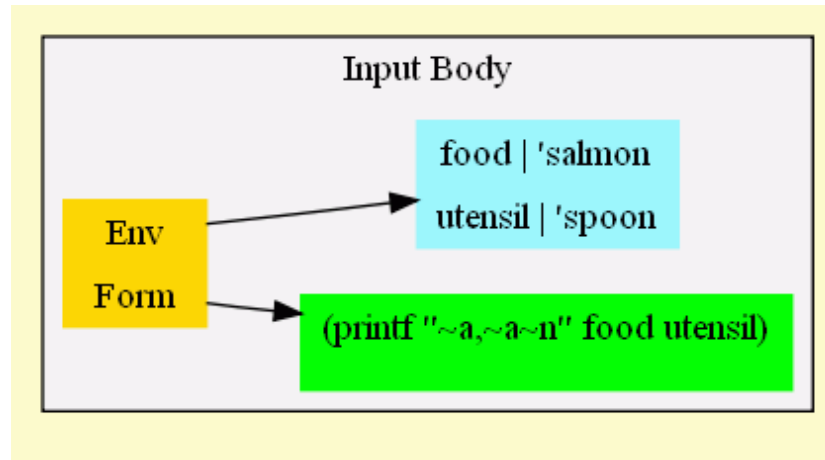 Input Body
food | 'salmon
utensil | 'spoon
Env
Form
(printf "~a,~a~n" food utensil)